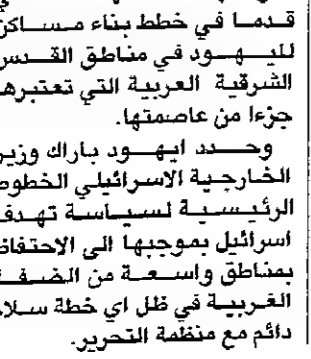 قدما في خطط بناء مساكن
لليهود في مناطق القدس
الشرقية العربية التي تعتبرها
جزءا من عاصمتها.
وحدد ايهود باراك وزير
الخارجية الاسرائيلي الخطوط
الرئيسية لسياسة تهدف
اسرائيل بموجبها الى الاحتفاظ
بمناطق واسعة من الضفة
الغربية في ظل اي خطة سلام
دائم مع منظمة التحرير.